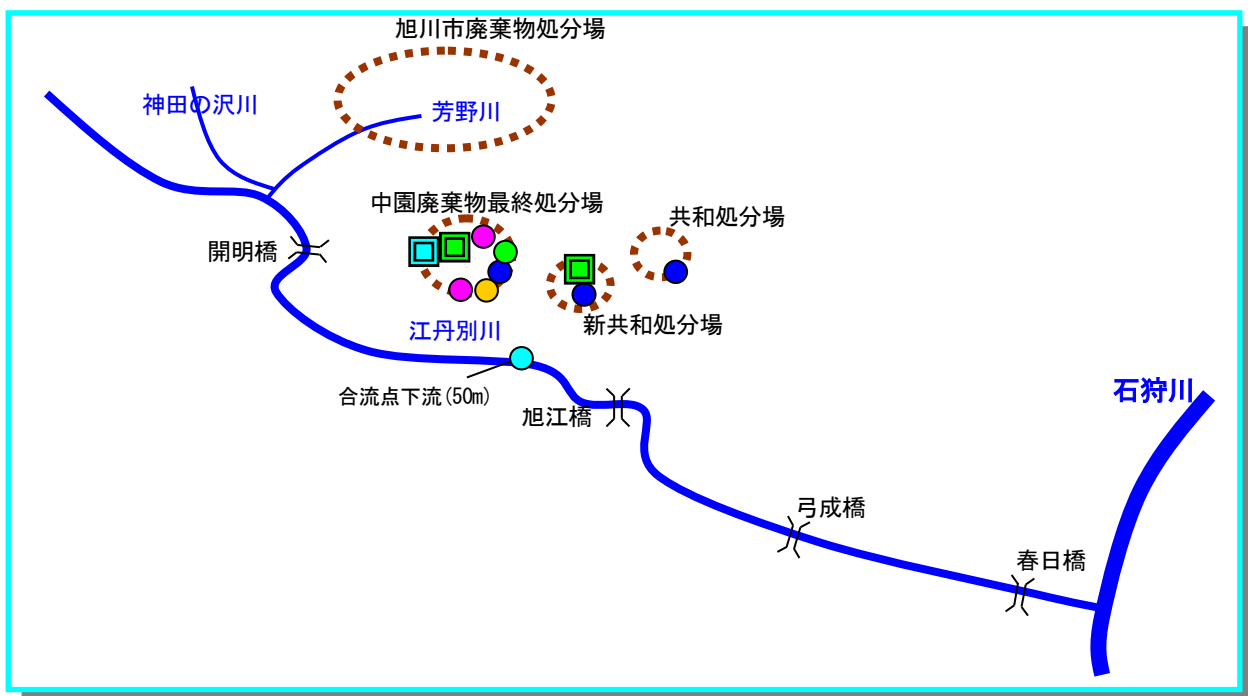 旭川市廃棄物処分場
神田の沢川
芳野川
中園廃棄物最終処分場
共和処分場
開明橋
新共和処分場
江丹別川
合流点下流(50m)
旭江橋
石狩川
弓成橋
春日橋